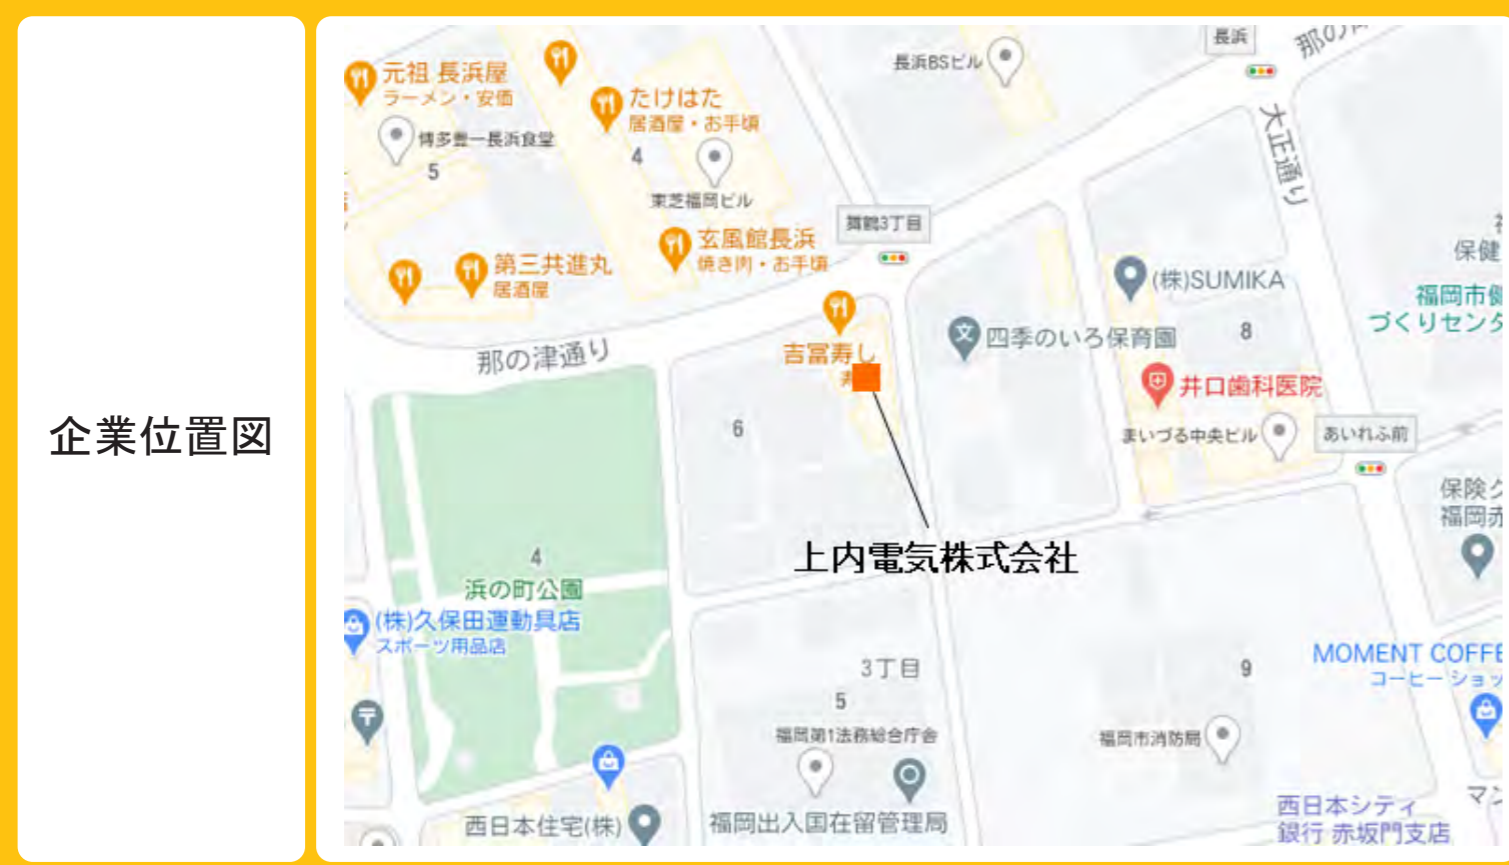 企業位置図
元祖 長浜屋
ラーメン・安価
博多豊一長浜食堂
5
たけはた
居酒屋・お手頃
4
東芝福岡ビル
長浜BSビル
長浜
大正通り
舞鶴3丁目
玄風館長浜
焼き肉・お手頃
第三共進丸
居酒屋
那の津通り
吉冨寿し
(株)SUMIKA
四季のいろ保育園
8
保健
福岡市健
づくりセンタ
井口歯科医院
まいづる中央ビル
あいれふ前
6
保険ク
福岡赤
上内電気株式会社
4
浜の町公園
(株)久保田運動具店
スポーツ用品店
3丁目
5
9
MOMENT COFFE
コーヒー ショッ
福岡第1法務総合庁舎
福岡市消防局
西日本住宅(株)
福岡出入国在留管理局
西日本シティ
銀行 赤坂門支店
マン